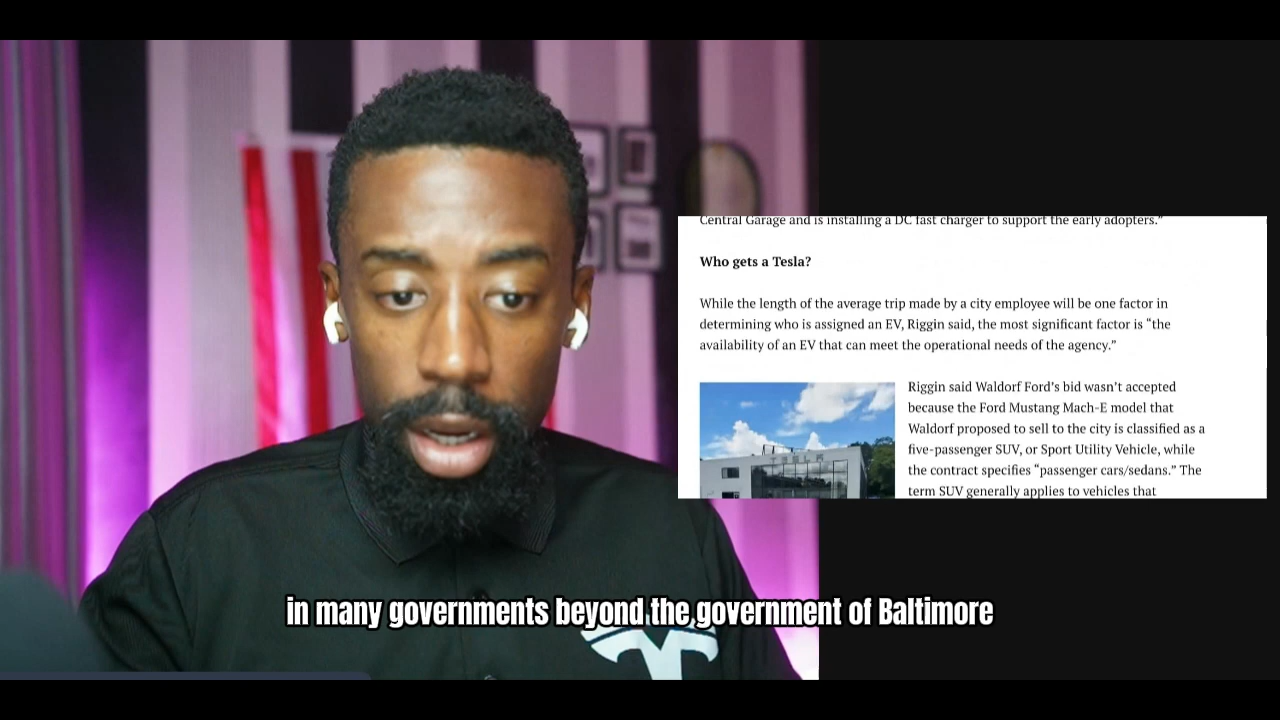 Central Garage and is installing a DC fast charger to support the early adopters.”
Who gets a Tesla?
While the length of the average trip made by a city employee will be one factor in
determining who is assigned an EV, Riggin said, the most significant factor is “the
availability of an EV that can meet the operational needs of the agency.”
Riggin said Waldorf Ford’s bid wasn’t accepted
because the Ford Mustang Mach-E model that
Waldorf proposed to sell to the city is classified as a
five-passenger SUV, or Sport Utility Vehicle, while
the contract specifies “passenger cars/sedans.” The
term SUV generally applies to vehicles that
TESLA
in many governments beyond the government of Baltimore